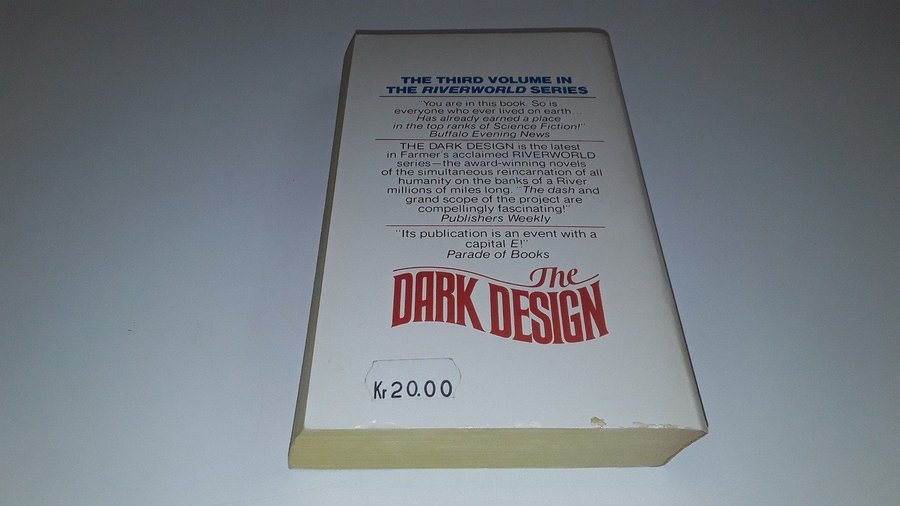 THE THIRD VOLUME IN
THE RIVERWORLD SERIES
"You are in this book. So is
everyone who ever lived on earth...
Has already earned a place
in the top ranks of Science Fiction!"
Buffalo Evening News
THE DARK DESIGN is the latest
in Farmer's acclaimed RIVERWORLD
series—the award-winning novels
of the simultaneous reincarnation of all
humanity on the banks of a River
millions of miles long. "The dash and
grand scope of the project are
compellingly fascinating!"
Publishers Weekly
"Its publication is an event with a
capital E!"
Parade of Books
The
DARK DESIGN
Kr 20.00